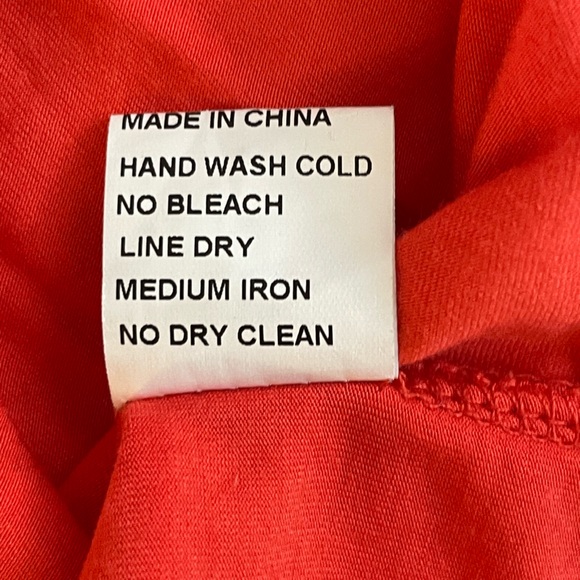 MADE IN CHINA
HAND WASH COLD
NO BLEACH
LINE DRY
MEDIUM IRON
NO DRY CLEAN